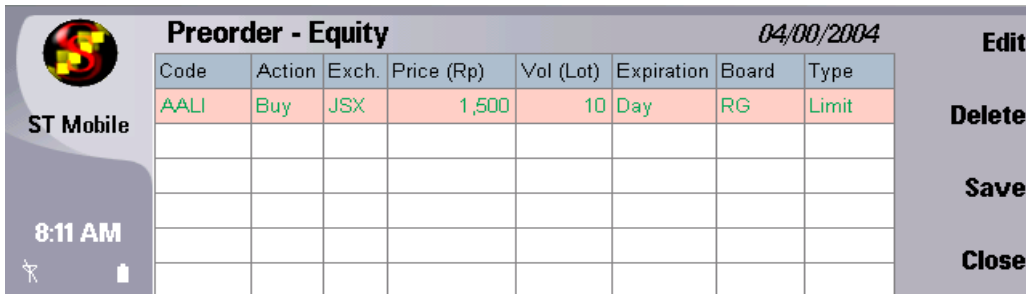 Preorder - Equity 04/00/2004
Code Action Exch. Price (Rp) Vol (Lot) Expiration Board Type
AALI Buy JSX 1,500 10 Day RG Limit
ST Mobile
8:11 AM
Edit
Delete
Save
Close